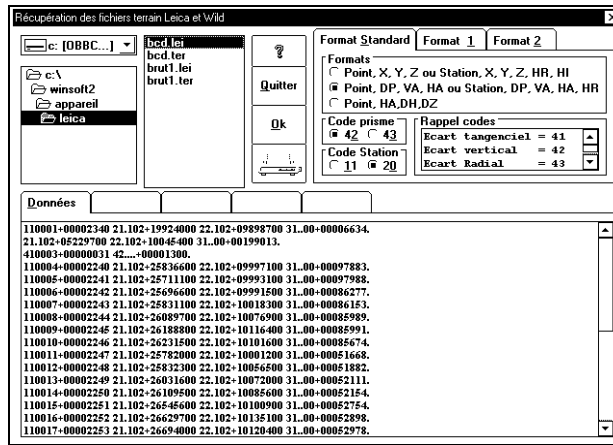 Récupération des fichiers terrain Leica et Wild
c: [OBBC...]
c:\
winsoft2
appareil
leica
bcd.lei
bcd.ter
brut1.lei
brut1.ter
?
Quitter
Ok
Format Standard
Format 1
Format 2
Formats
Point, X, Y, Z ou Station, X, Y, Z, HR, HI
Point, DP, VA, HA ou Station, DP, VA, HA, HR
Point, HA,DH,DZ
Code prisme
42 43
Code Station
11 20
Rappel codes
Ecart tangenciel = 41
Ecart vertical = 42
Ecart Radial = 43
Données
110001+00002340 21.102+19924000 22.102+09898700 31..00+00006634.
21.102+05229700 22.102+10045400 31..00+00199013.
410003+00000031 42....+00001300.
110004+00002240 21.102+25836600 22.102+09997100 31..00+00097883.
110005+00002241 21.102+25711100 22.102+09993100 31..00+00097988.
110006+00002242 21.102+25696600 22.102+09991500 31..00+00086277.
110007+00002243 21.102+25831100 22.102+10018300 31..00+00086153.
110008+00002244 21.102+26089700 22.102+10076900 31..00+00085989.
110009+00002245 21.102+26188800 22.102+10116400 31..00+00085991.
110010+00002246 21.102+26231500 22.102+10101600 31..00+00085674.
110011+00002247 21.102+25782000 22.102+10001200 31..00+00051668.
110012+00002248 21.102+25832300 22.102+10056500 31..00+00051882.
110013+00002249 21.102+26031600 22.102+10072000 31..00+00052111.
110014+00002250 21.102+26109500 22.102+10085600 31..00+00052154.
110015+00002251 21.102+26545600 22.102+10100900 31..00+00052754.
110016+00002252 21.102+26629700 22.102+10135100 31..00+00052898.
110017+00002253 21.102+26694000 22.102+10120400 31..00+00052978.